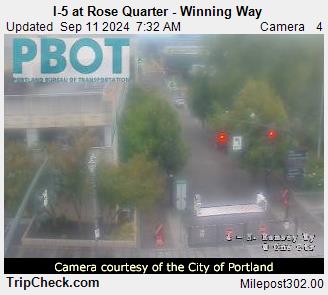 I-5 at Rose Quarter - Winning Way
Updated Sep 11 2024 7:32 AM Camera 4
PBOT
PORTLAND BUREAU OF TRANSPORTATION
Camera courtesy of the City of Portland
TripCheck.com Milepost302.00